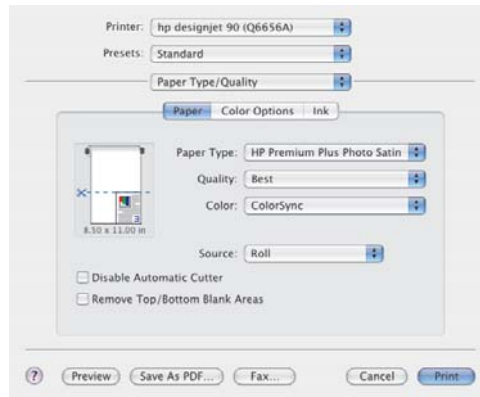 Printer: hp designjet 90 (Q6656A)
Presets: Standard
Paper Type/Quality
Paper Color Options Ink
Paper Type: HP Premium Plus Photo Satin
Quality: Best
Color: ColorSync
8.50 x 11.00 in
Source: Roll
Disable Automatic Cutter
Remove Top/Bottom Blank Areas
? Preview Save As PDF... Fax... Cancel Print